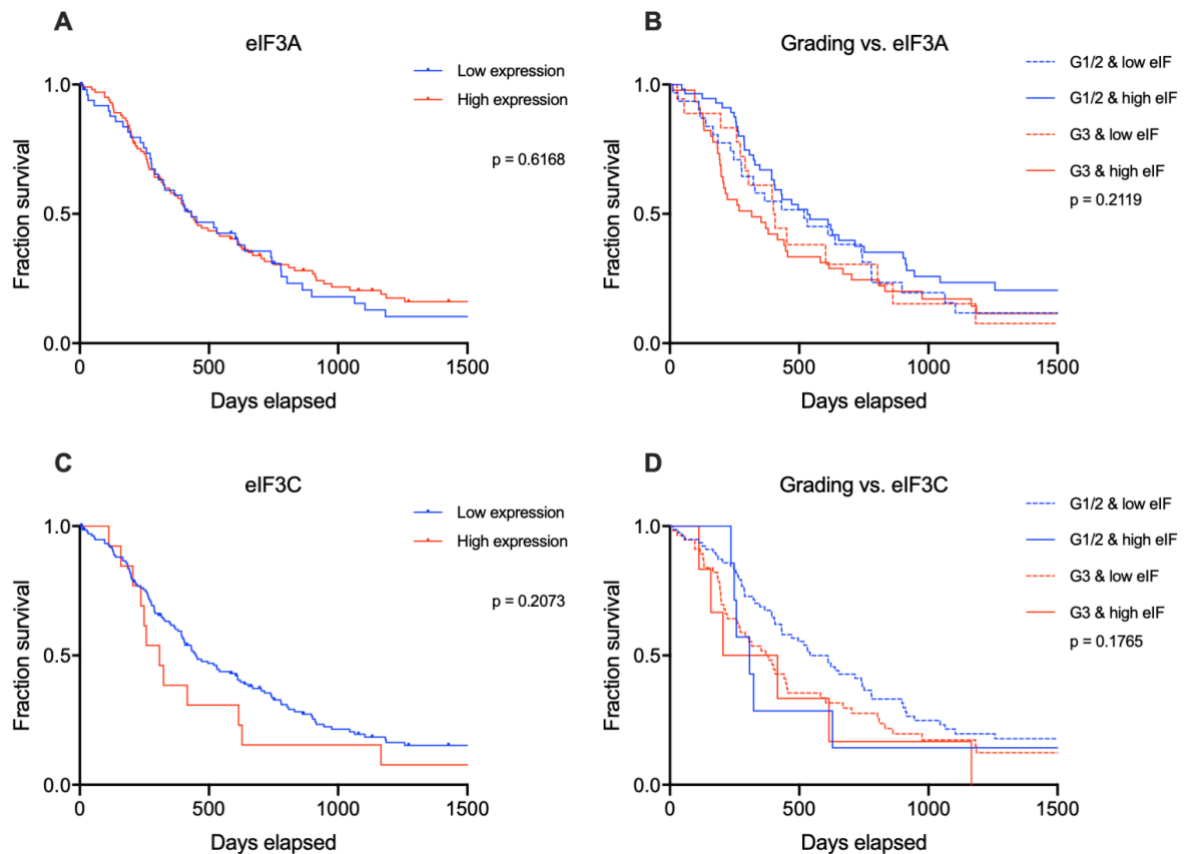 A
eIF3A
Low expression
High expression
p = 0.6168
1.0
0.5
0.0
Fraction survival
0 500 1000 1500
Days elapsed
B
Grading vs. eIF3A
G1/2 & low eIF
G1/2 & high eIF
G3 & low eIF
G3 & high eIF
p = 0.2119
1.0
0.5
0.0
Fraction survival
0 500 1000 1500
Days elapsed
C
eIF3C
Low expression
High expression
p = 0.2073
1.0
0.5
0.0
Fraction survival
0 500 1000 1500
Days elapsed
D
Grading vs. eIF3C
G1/2 & low eIF
G1/2 & high eIF
G3 & low eIF
G3 & high eIF
p = 0.1765
1.0
0.5
0.0
Fraction survival
0 500 1000 1500
Days elapsed